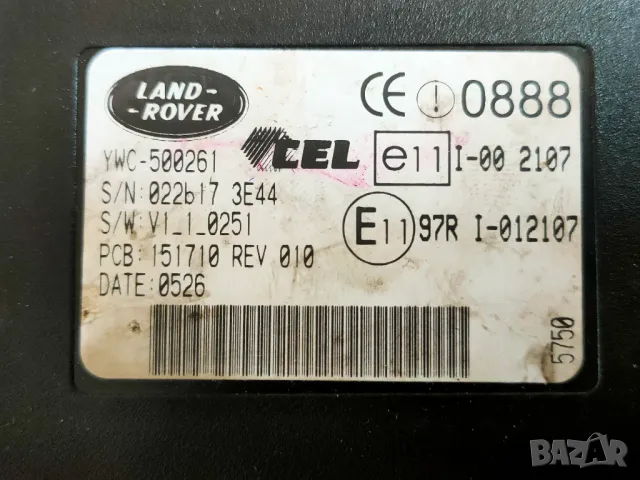 LAND-
-ROVER
CE ! 0888
YWC-500261
CEL
e11 I-00 2107
S/N:022b17 3E44
S/W:V1_1_0251
E11 97R I-012107
PCB:151710 REV 010
DATE:0526
5750
BAZAR